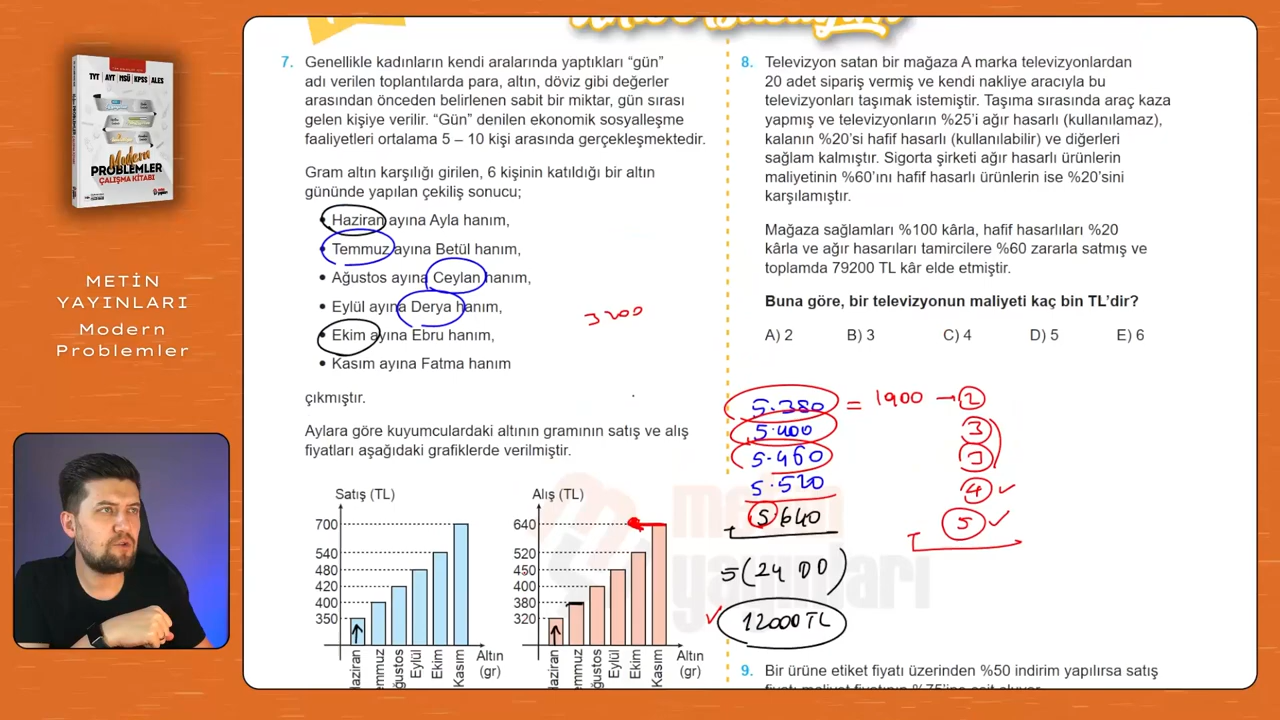 TYT | AYT | MSÜ | KPSS | ALES
Modern
PROBLEMLER
ÇALIŞMA KİTABI
METİN
YAYINLARI
Modern
Problemler
7. Genellikle kadınların kendi aralarında yaptıkları “gün”
adı verilen toplantılarda para, altın, döviz gibi değerler
arasından önceden belirlenen sabit bir miktar, gün sırası
gelen kişiye verilir. “Gün” denilen ekonomik sosyalleşme
faaliyetleri ortalama 5 – 10 kişi arasında gerçekleşmektedir.
Gram altın karşılığı girilen, 6 kişinin katıldığı bir altın
gününde yapılan çekiliş sonucu;
• Haziran ayına Ayla hanım,
• Temmuz ayına Betül hanım,
• Ağustos ayına Ceylan hanım,
• Eylül ayına Derya hanım,
• Ekim ayına Ebru hanım,
• Kasım ayına Fatma hanım
çıkmıştır.
3200
Aylara göre kuyumculardaki altının gramının satış ve alış
fiyatları aşağıdaki grafiklerde verilmiştir.
Satış (TL)
700
540
480
420
400
350
Haziran
Temmuz
Ağustos
Eylül
Ekim
Kasım
Altın
(gr)
Alış (TL)
640
520
450
400
380
320
Haziran
Temmuz
Ağustos
Eylül
Ekim
Kasım
Altın
(gr)
8. Televizyon satan bir mağaza A marka televizyonlardan
20 adet sipariş vermiş ve kendi nakliye aracıyla bu
televizyonları taşımak istemiştir. Taşıma sırasında araç kaza
yapmış ve televizyonların %25’i ağır hasarlı (kullanılamaz),
kalanın %20’si hafif hasarlı (kullanılabilir) ve diğerleri
sağlam kalmıştır. Sigorta şirketi ağır hasarlı ürünlerin
maliyetinin %60’ını hafif hasarlı ürünlerin ise %20’sini
karşılamıştır.
Mağaza sağlamları %100 kârla, hafif hasarlıları %20
kârla ve ağır hasarıları tamircilere %60 zararla satmış ve
toplamda 79200 TL kâr elde etmiştir.
Buna göre, bir televizyonun maliyeti kaç bin TL’dir?
A) 2 B) 3 C) 4 D) 5 E) 6
5.380 = 1900 → 2
5.400 3
5.460 3
5.520 4
+ 5 640 5
5(2400)
12000 TL
metin
yayınları
9. Bir ürüne etiket fiyatı üzerinden %50 indirim yapılırsa satış